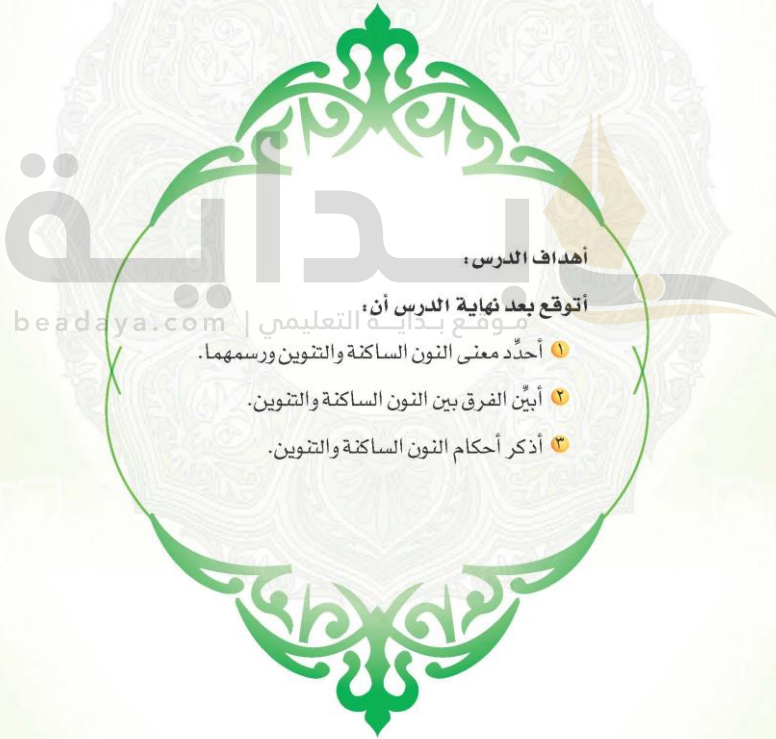 بداية
أهداف الدرس:
أتوقع بعد نهاية الدرس أن:
beadaya.com | موقع بداية التعليمي
١ أحدِّد معنى النون الساكنة والتنوين ورسمهما.
٢ أبيِّن الفرق بين النون الساكنة والتنوين.
٣ أذكر أحكام النون الساكنة والتنوين.